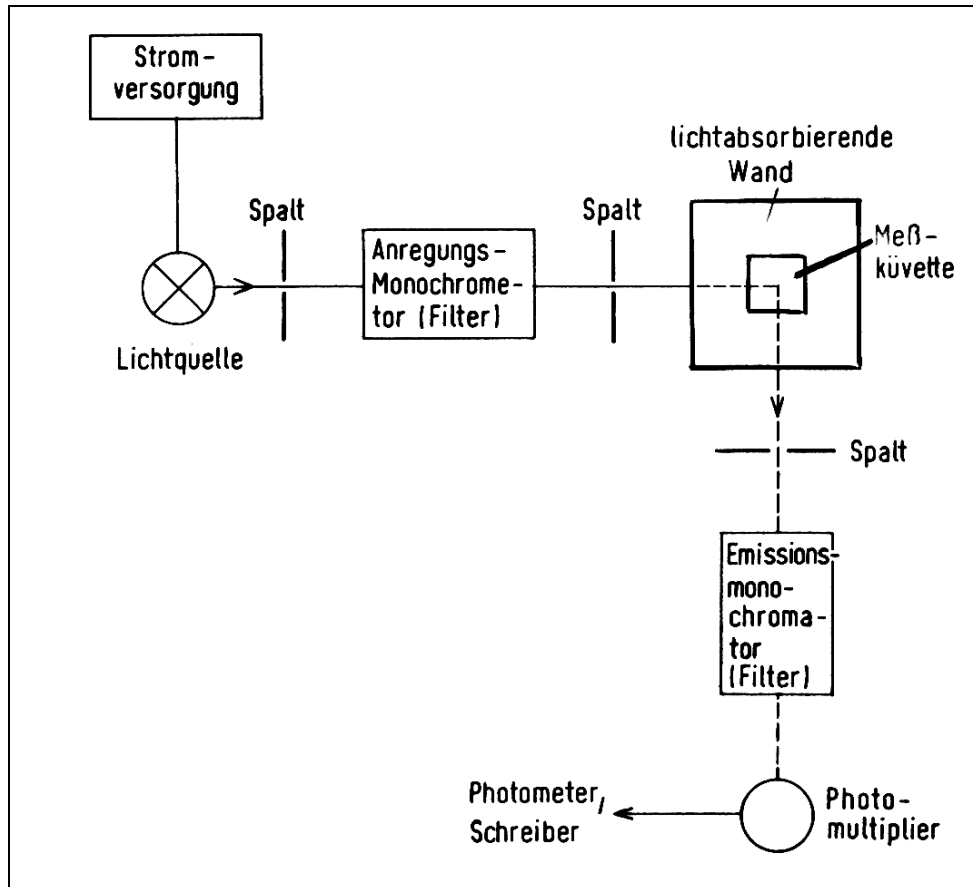 Strom-
versorgung
lichtabsorbierende
Wand
Spalt
Spalt
Anregungs-
Monochrome-
tor (Filter)
Meß-
küvette
Lichtquelle
Spalt
Emissions-
mono-
chroma-
tor
(Filter)
Photometer,
Schreiber
Photo-
multiplier